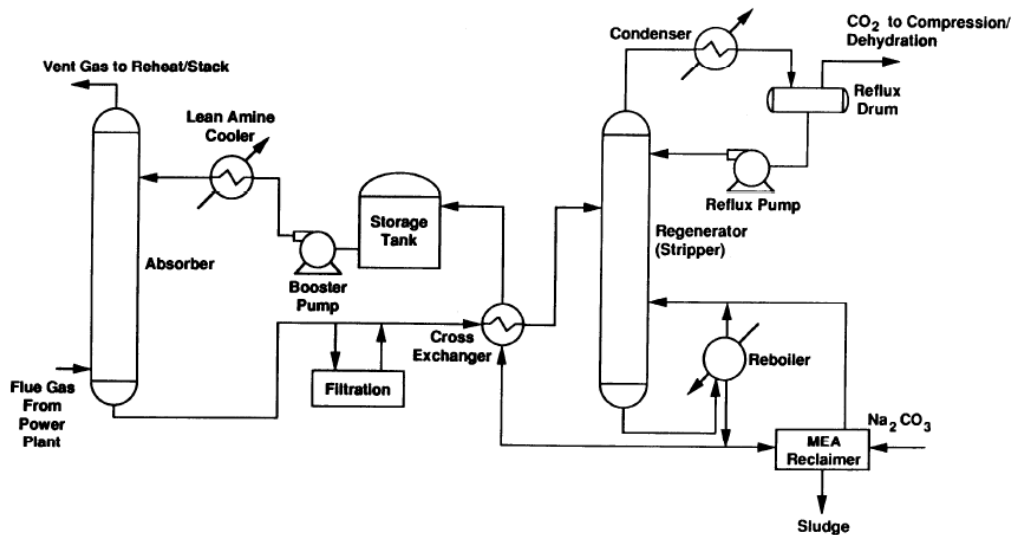 CO2 to Compression/
Dehydration
Condenser
Vent Gas to Reheat/Stack
Reflux
Drum
Lean Amine
Cooler
Reflux Pump
Storage
Tank
Regenerator
(Stripper)
Absorber
Booster
Pump
Cross
Exchanger
Reboiler
Flue Gas
From
Power
Plant
Filtration
Na2CO3
MEA
Reclaimer
Sludge